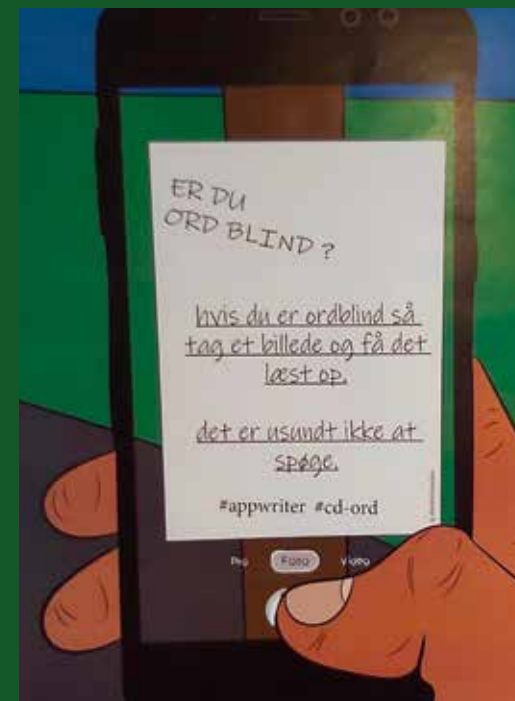 ER DU
ORD BLIND ?
hvis du er ordblind så
tag et billede og få det
læst op.
det er usundt ikke at
spøge.
#appwriter #cd-ord
Pro Foto Video